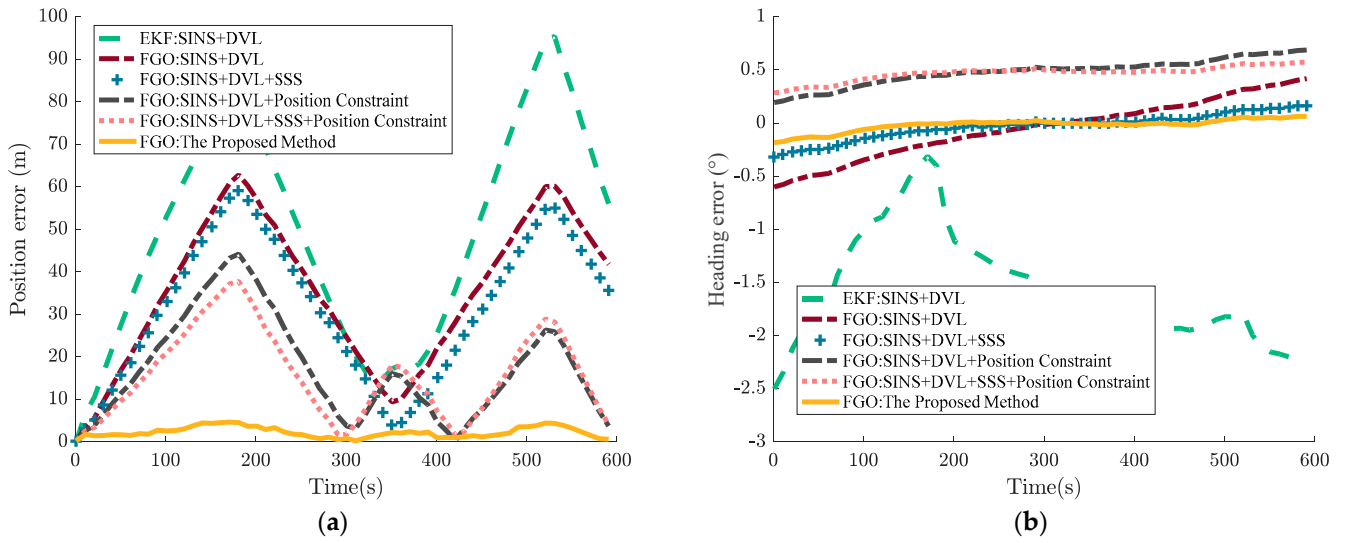 100
90
80
70
60
50
40
30
20
10
0
Position error (m)
EKF:SINS+DVL
FGO:SINS+DVL
FGO:SINS+DVL+SSS
FGO:SINS+DVL+Position Constraint
FGO:SINS+DVL+SSS+Position Constraint
FGO:The Proposed Method
0 100 200 300 400 500 600
Time(s)
(a)
1
0.5
0
-0.5
-1
-1.5
-2
-2.5
-3
Heading error (°)
EKF:SINS+DVL
FGO:SINS+DVL
FGO:SINS+DVL+SSS
FGO:SINS+DVL+Position Constraint
FGO:SINS+DVL+SSS+Position Constraint
FGO:The Proposed Method
0 100 200 300 400 500 600
Time(s)
(b)